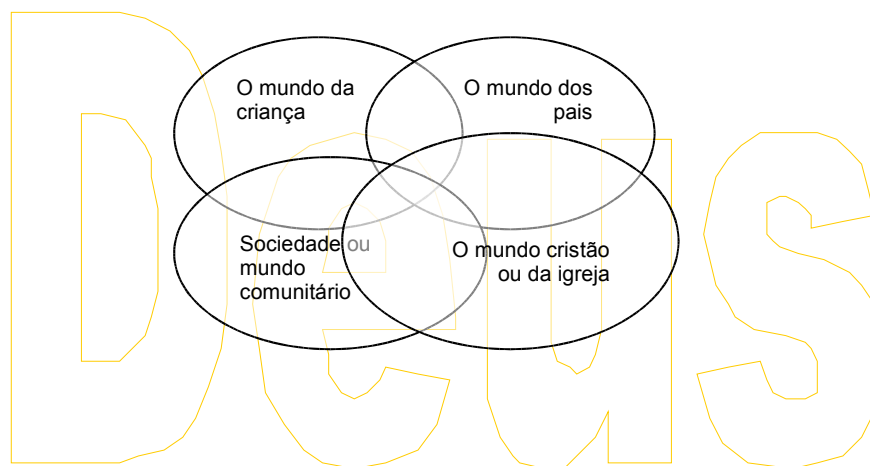 Deus
O mundo da
criança
O mundo dos
pais
Sociedade ou
mundo
comunitário
O mundo cristão
ou da igreja